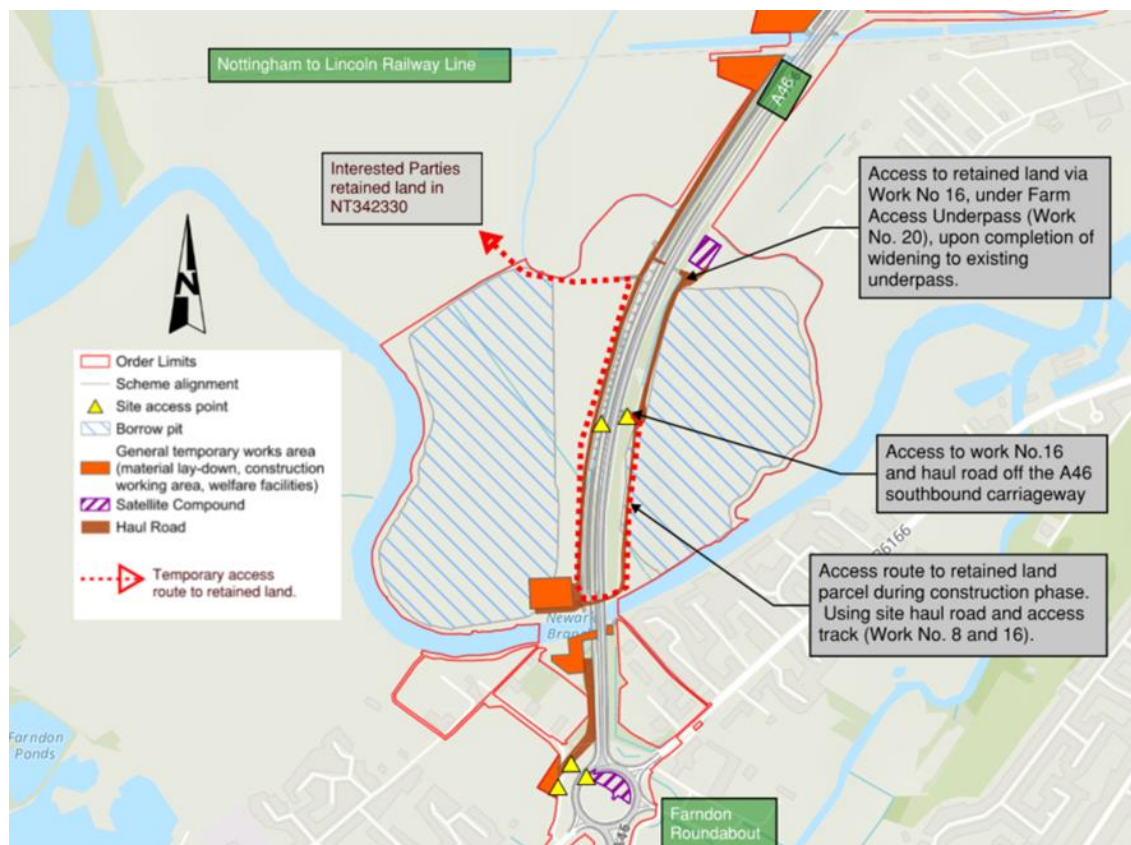 Nottingham to Lincoln Railway Line
A46
Interested Parties
retained land in
NT342330
Access to retained land via
Work No 16, under Farm
Access Underpass (Work
No. 20), upon completion of
widening to existing
underpass.
N
Order Limits
Scheme alignment
Site access point
Borrow pit
General temporary works area
(material lay-down, construction
working area, welfare facilities)
Satellite Compound
Haul Road
Temporary access
route to retained land.
Access to work No.16
and haul road off the A46
southbound carriageway
Access route to retained land
parcel during construction phase.
Using site haul road and access
track (Work No. 8 and 16).
Newark
Farndon
Ponds
Farndon
Roundabout
A46